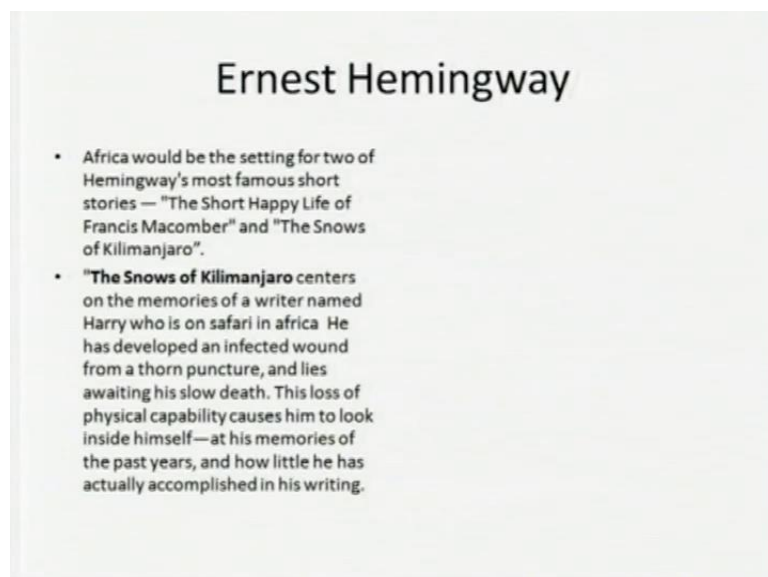 Ernest Hemingway
• Africa would be the setting for two of
Hemingway's most famous short
stories — "The Short Happy Life of
Francis Macomber" and "The Snows
of Kilimanjaro".
• "The Snows of Kilimanjaro centers
on the memories of a writer named
Harry who is on safari in africa He
has developed an infected wound
from a thorn puncture, and lies
awaiting his slow death. This loss of
physical capability causes him to look
inside himself—at his memories of
the past years, and how little he has
actually accomplished in his writing.